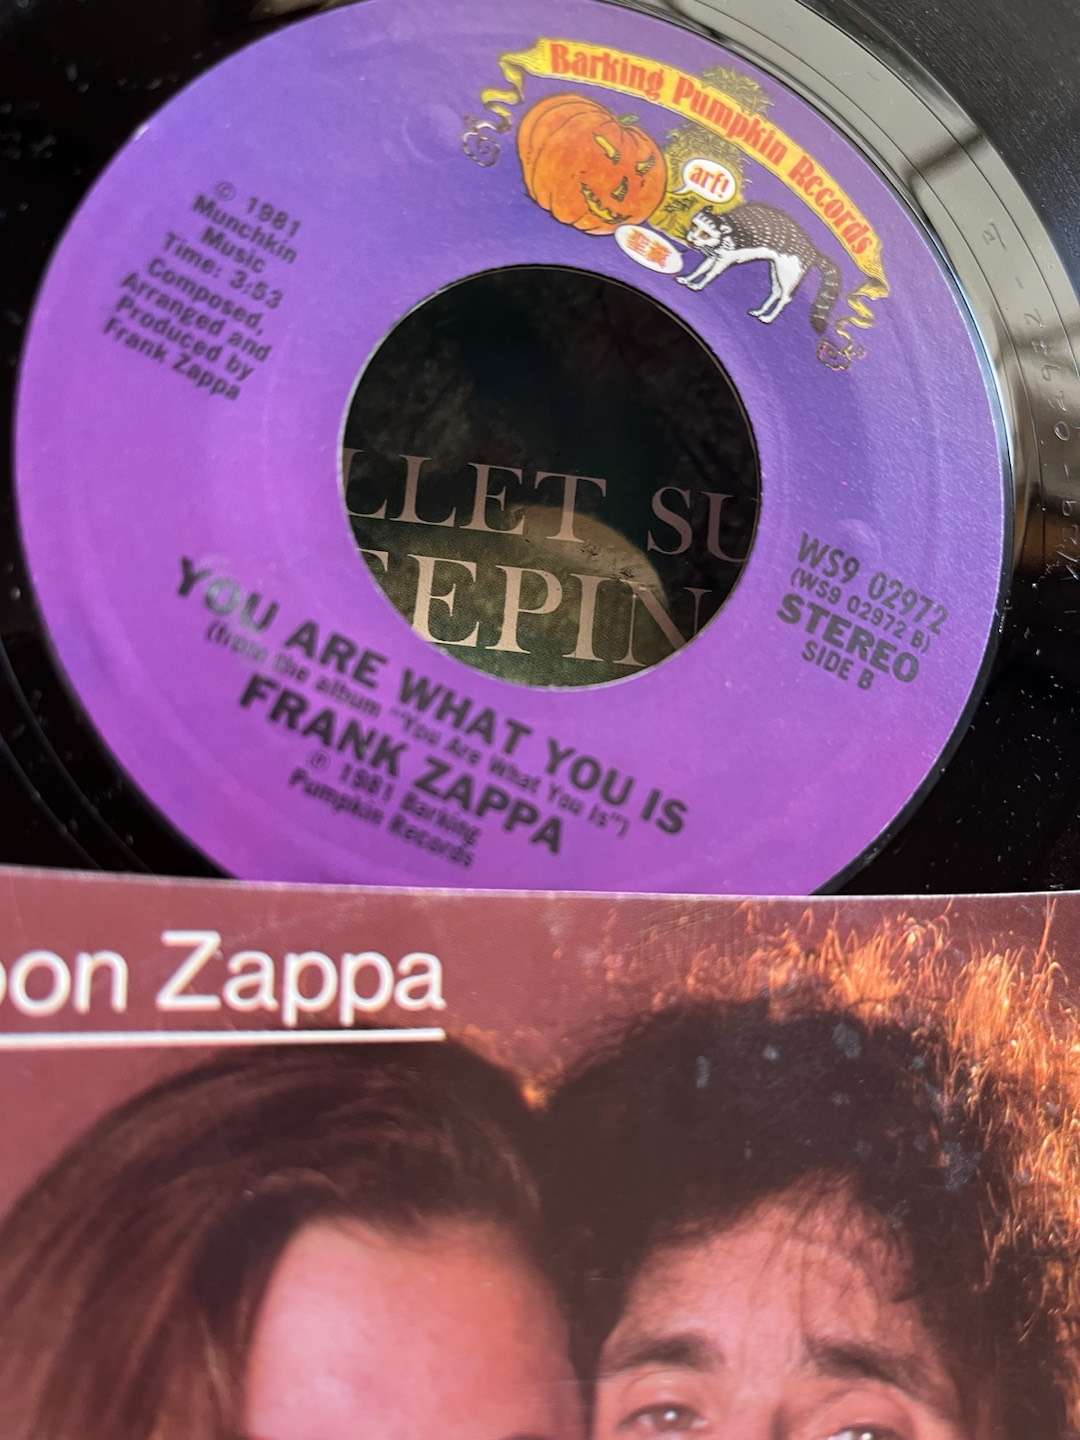 Barking Pumpkin Records
arf!
© 1981
Munchkin
Music
Time: 3:53
Composed,
Arranged and
Produced by
Frank Zappa
LLET SU
EEPIN
WS9 02972
(WS9 02972 B)
STEREO
SIDE B
YOU ARE WHAT YOU IS
(from the album "You Are What You Is")
FRANK ZAPPA
℗ 1981 Barking
Pumpkin Records
oon Zappa